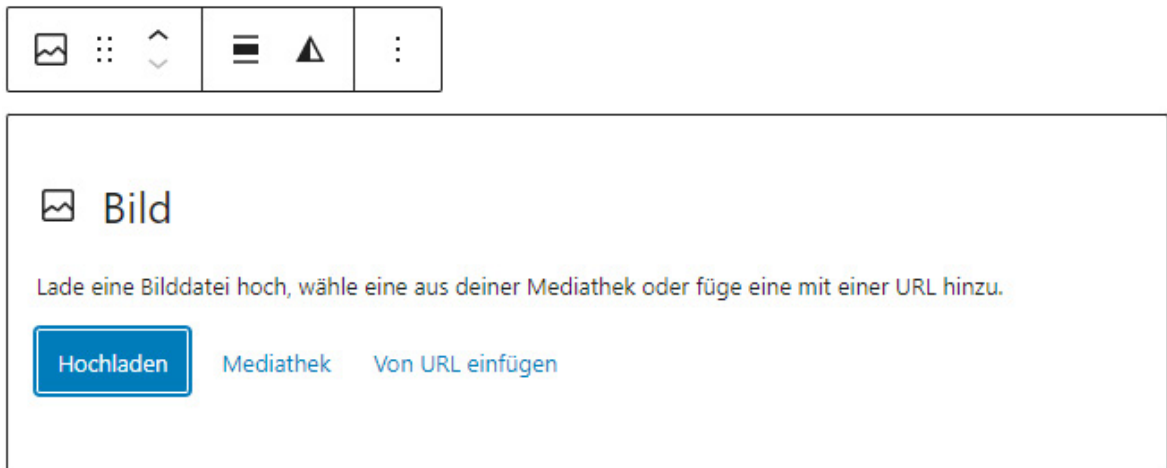 Bild
Lade eine Bilddatei hoch, wähle eine aus deiner Mediathek oder füge eine mit einer URL hinzu.
Hochladen Mediathek Von URL einfügen